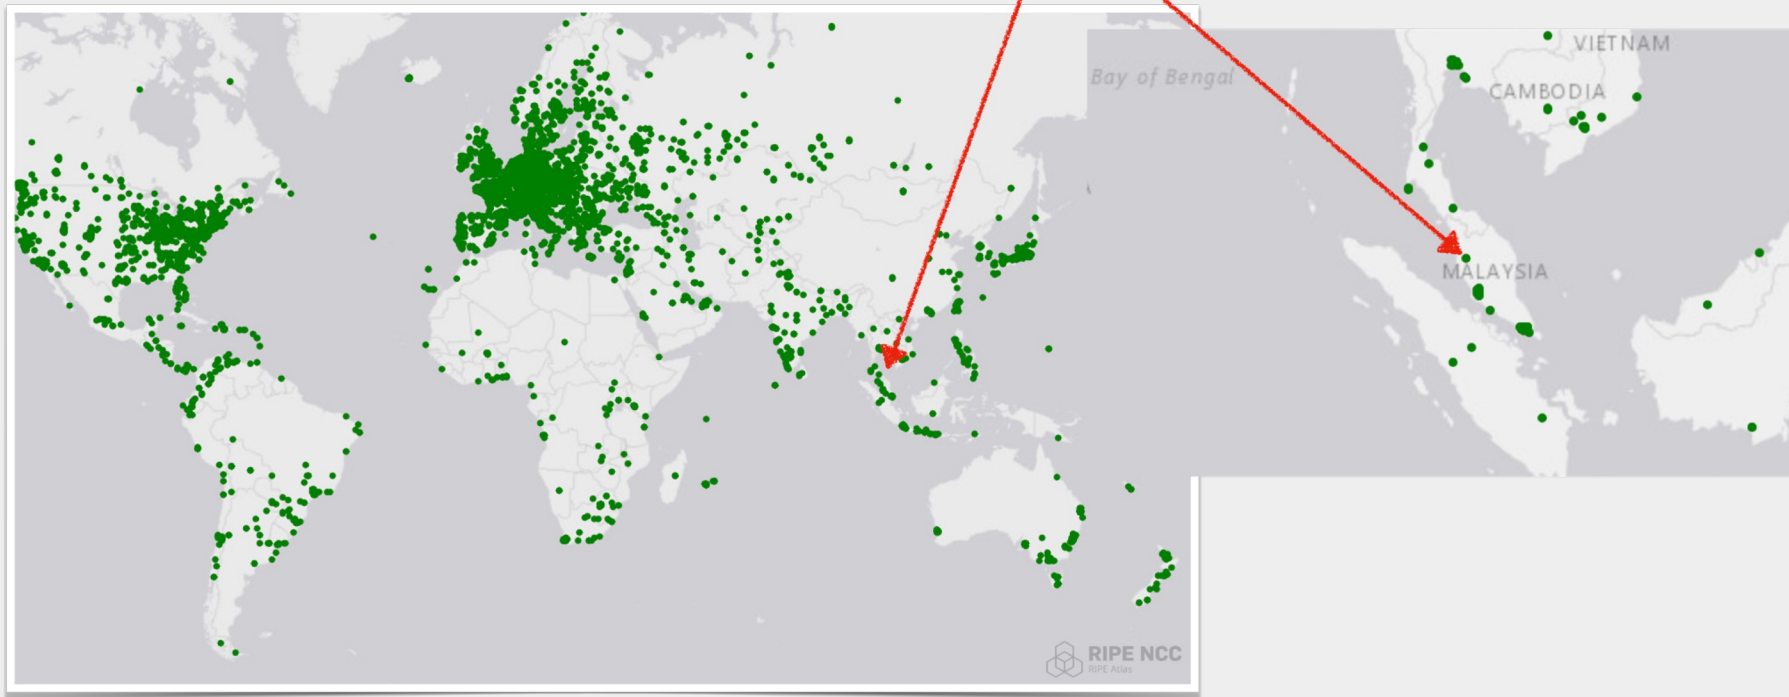 VIETNAM
Bay of Bengal
CAMBODIA
MALAYSIA
RIPE NCC
RIPE Atlas